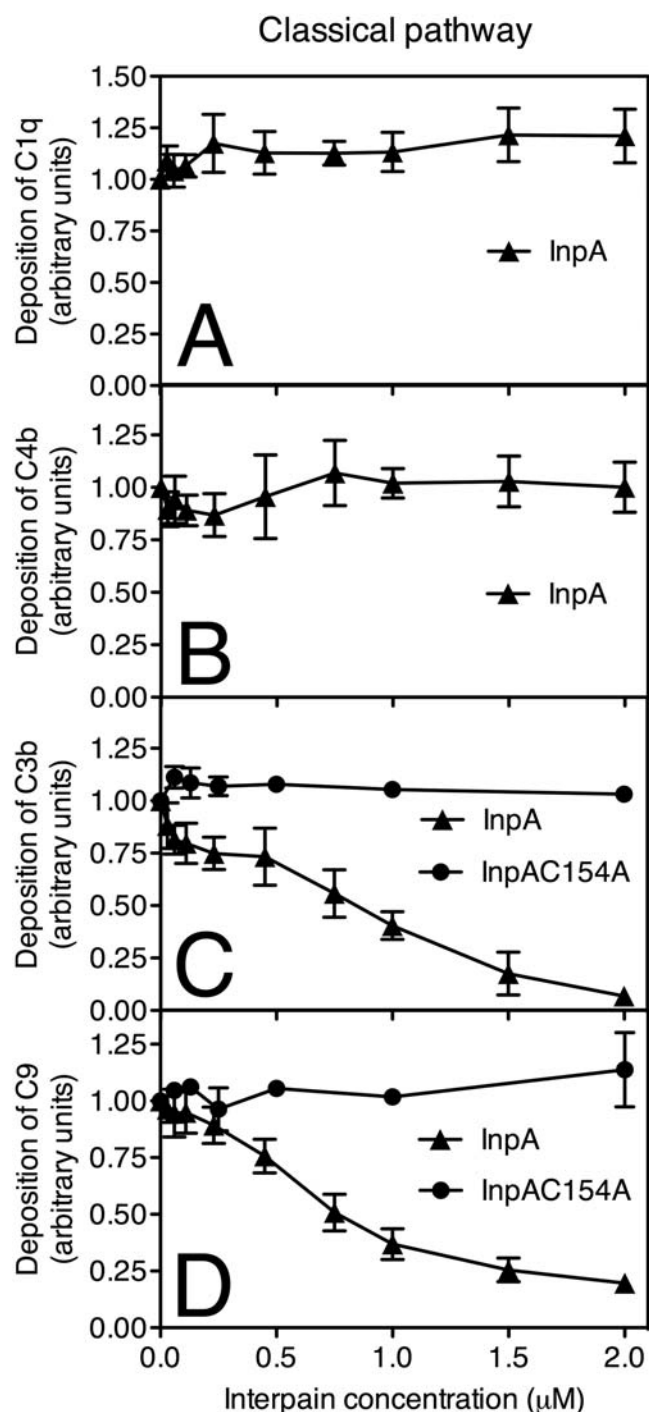 Classical pathway
Deposition of C1q
(arbitrary units)
1.50
1.25
1.00
0.75
0.50
0.25
0.00
InpA
A
Deposition of C4b
(arbitrary units)
1.25
1.00
0.75
0.50
0.25
0.00
InpA
B
Deposition of C3b
(arbitrary units)
1.25
1.00
0.75
0.50
0.25
0.00
InpA
InpAC154A
C
Deposition of C9
(arbitrary units)
1.25
1.00
0.75
0.50
0.25
0.00
InpA
InpAC154A
D
0.0 0.5 1.0 1.5 2.0
Interpain concentration (μM)